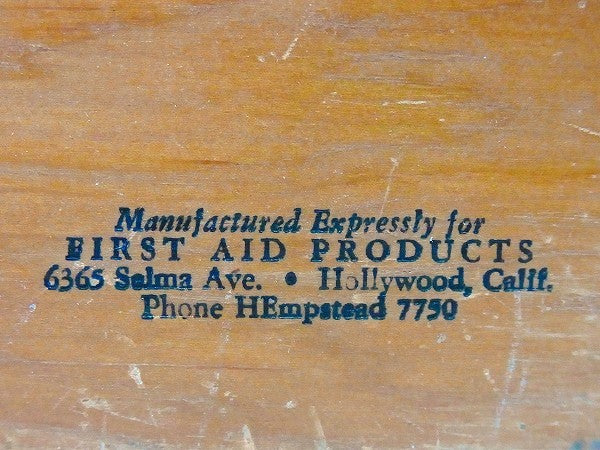 Manufactured Expressly for
FIRST AID PRODUCTS
6365 Selma Ave. • Hollywood, Calif.
Phone HEmpstead 7750